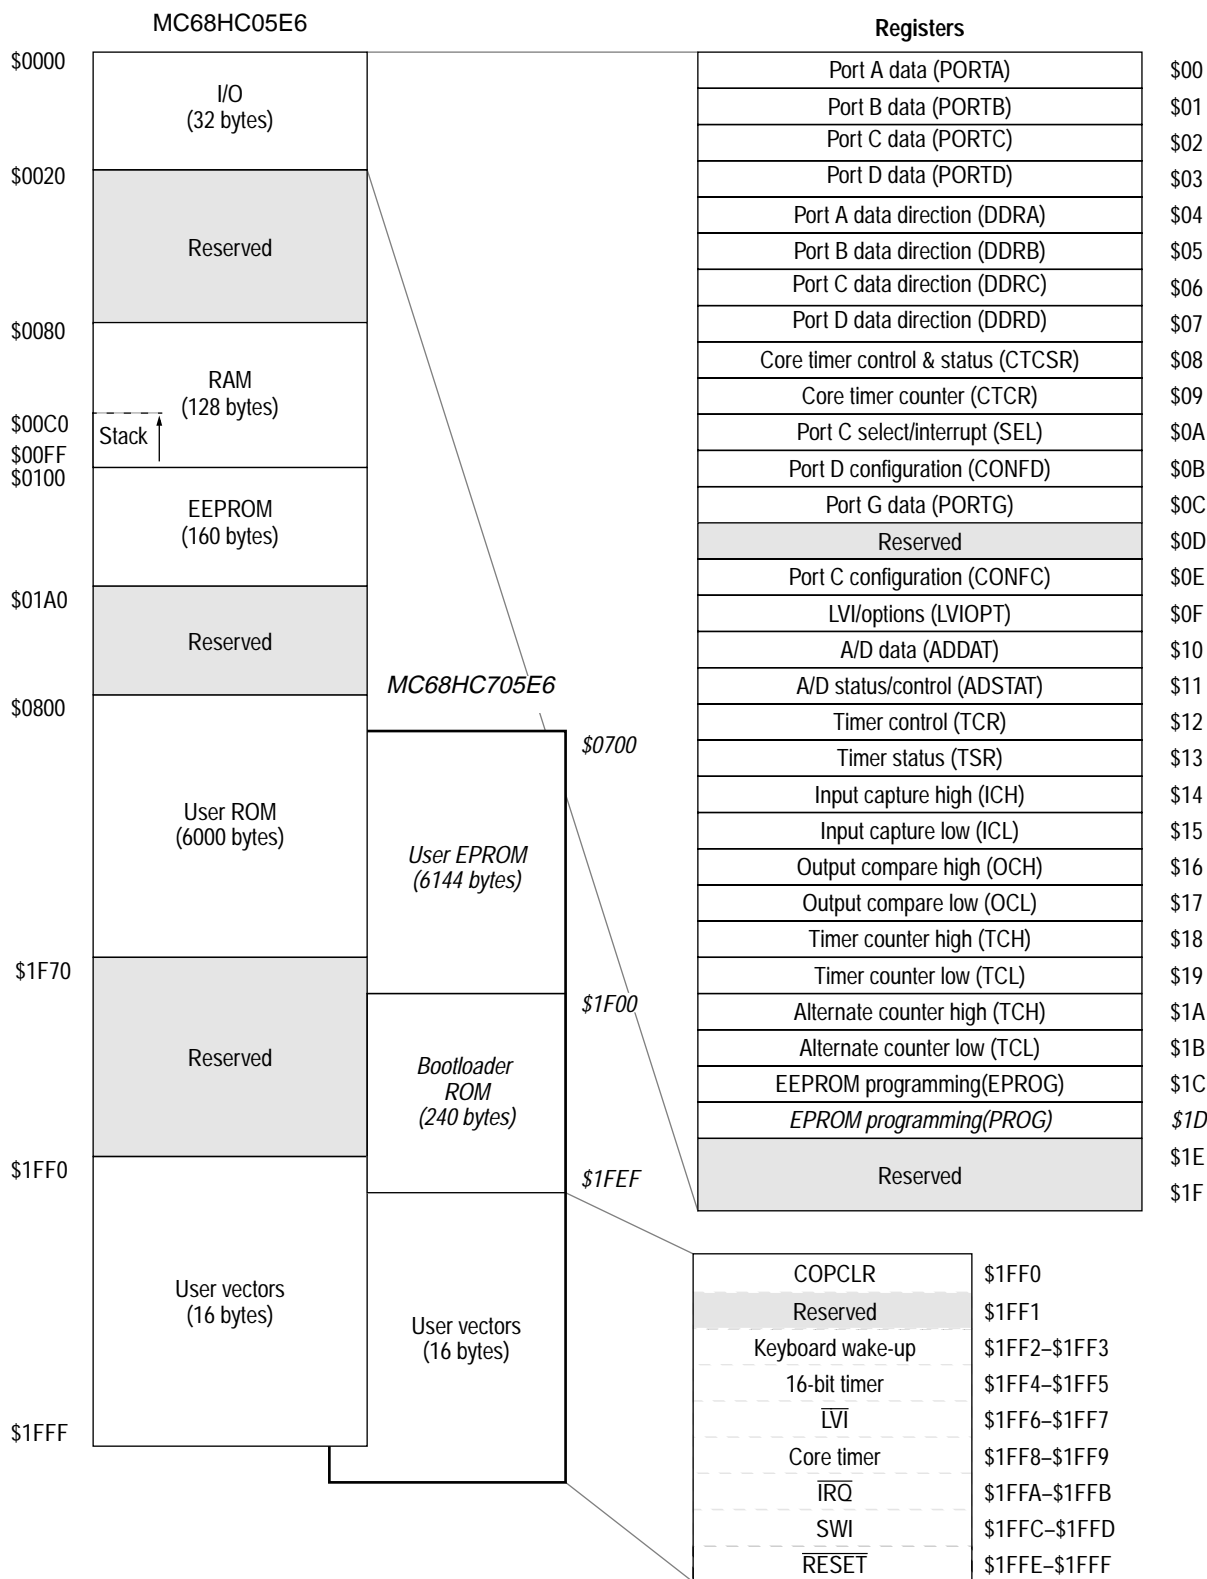 MC68HC05E6
$0000
I/O
(32 bytes)
$0020
Reserved
$0080
RAM
(128 bytes)
$00C0
Stack
$00FF
$0100
EEPROM
(160 bytes)
$01A0
Reserved
$0800
User ROM
(6000 bytes)
$1F70
Reserved
$1FF0
User vectors
(16 bytes)
$1FFF
MC68HC705E6
$0700
User EPROM
(6144 bytes)
$1F00
Bootloader
ROM
(240 bytes)
$1FEF
User vectors
(16 bytes)
Registers
Port A data (PORTA) $00
Port B data (PORTB) $01
Port C data (PORTC) $02
Port D data (PORTD) $03
Port A data direction (DDRA) $04
Port B data direction (DDRB) $05
Port C data direction (DDRC) $06
Port D data direction (DDRD) $07
Core timer control & status (CTCSR) $08
Core timer counter (CTCR) $09
Port C select/interrupt (SEL) $0A
Port D configuration (CONFD) $0B
Port G data (PORTG) $0C
Reserved $0D
Port C configuration (CONFC) $0E
LVI/options (LVIOPT) $0F
A/D data (ADDAT) $10
A/D status/control (ADSTAT) $11
Timer control (TCR) $12
Timer status (TSR) $13
Input capture high (ICH) $14
Input capture low (ICL) $15
Output compare high (OCH) $16
Output compare low (OCL) $17
Timer counter high (TCH) $18
Timer counter low (TCL) $19
Alternate counter high (TCH) $1A
Alternate counter low (TCL) $1B
EEPROM programming(EPROG) $1C
EPROM programming(PROG) $1D
$1E
Reserved
$1F
COPCLR $1FF0
Reserved $1FF1
Keyboard wake-up $1FF2–$1FF3
16-bit timer $1FF4–$1FF5
LVI $1FF6–$1FF7
Core timer $1FF8–$1FF9
IRQ $1FFA–$1FFB
SWI $1FFC–$1FFD
RESET $1FFE–$1FFF